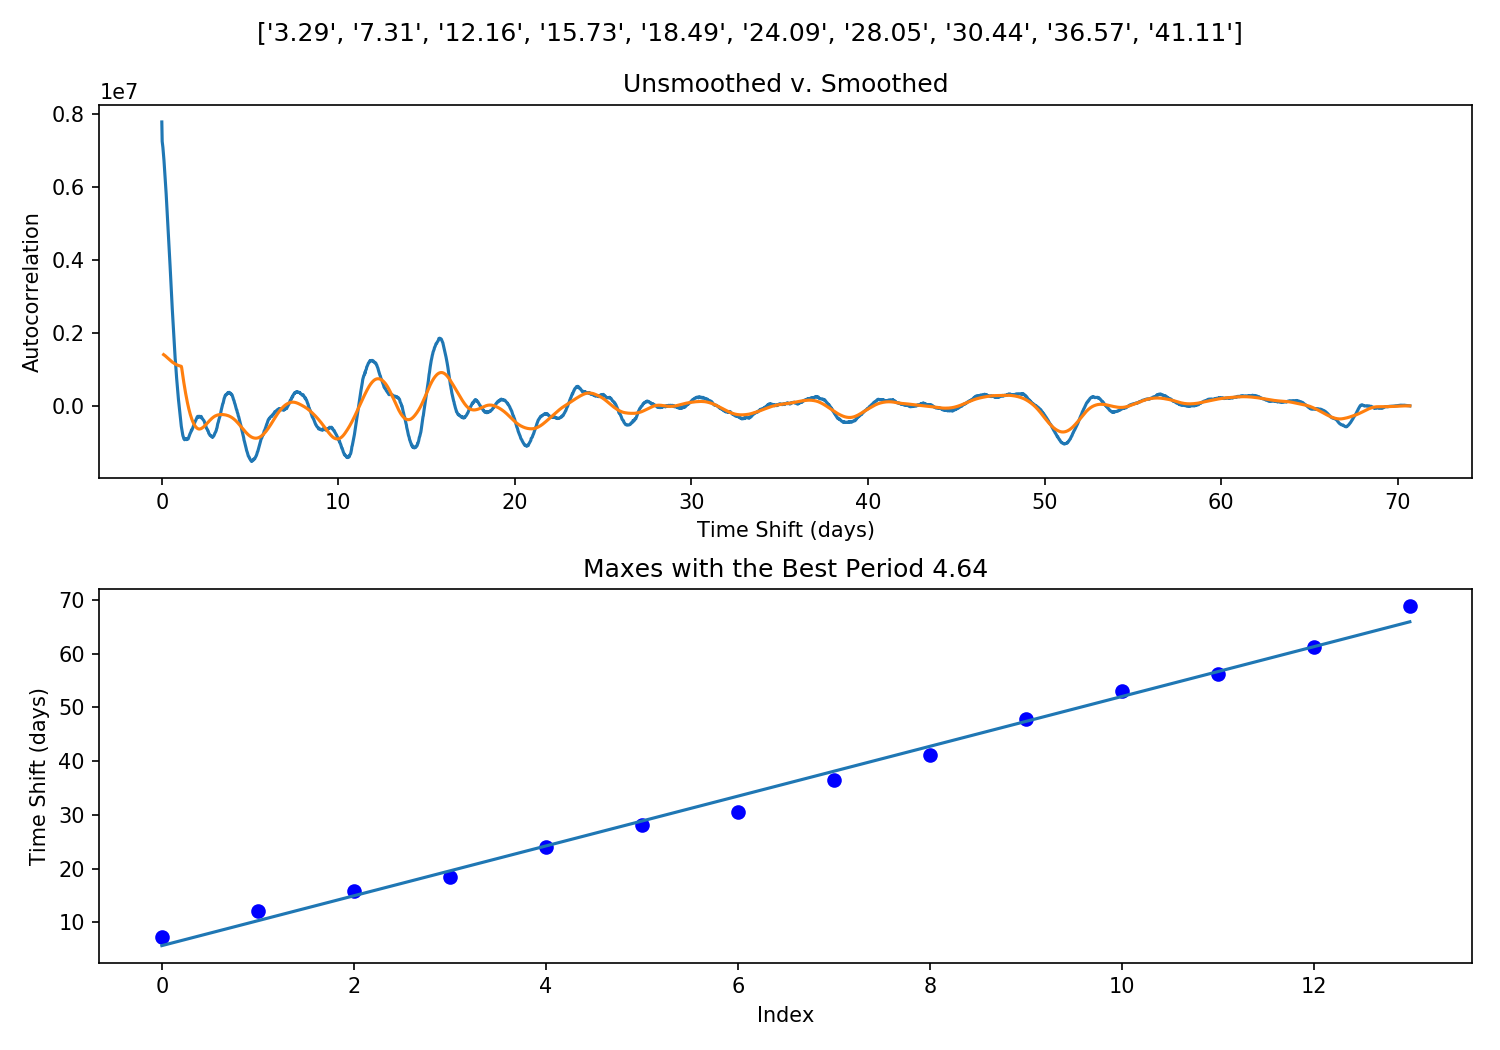 ['3.29', '7.31', '12.16', '15.73', '18.49', '24.09', '28.05', '30.44', '36.57', '41.11']
Unsmoothed v. Smoothed
1e7
0.8
0.6
0.4
0.2
0.0
Autocorrelation
0 10 20 30 40 50 60 70
Time Shift (days)
Maxes with the Best Period 4.64
70
60
50
40
30
20
10
Time Shift (days)
0 2 4 6 8 10 12
Index